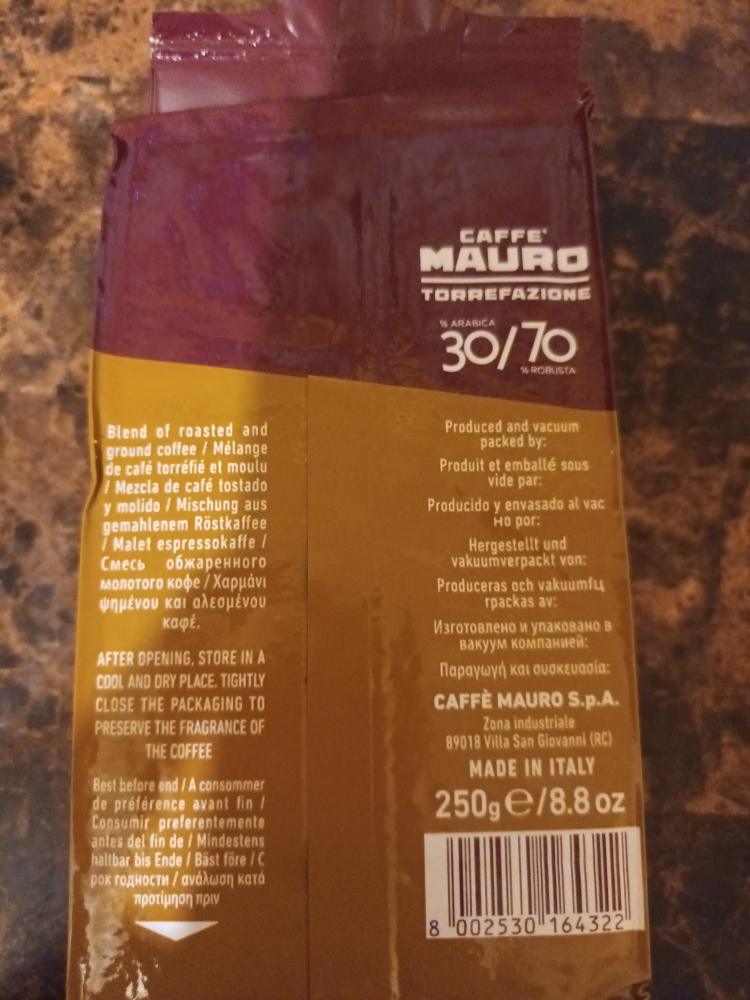 CAFFE'
MAURO
TORREFAZIONE
% ARABICA
30/70
% ROBUSTA
Blend of roasted and
ground coffee / Mélange
de café torréfié et moulu
/ Mezcla de café tostado
y molido / Mischung aus
gemahlenem Röstkaffee
/ Malet espressokaffe /
Смесь обжаренного
молотого кофе / Χαρμάνι
ψημένου και αλεσμένου
καφέ.
AFTER OPENING, STORE IN A
COOL AND DRY PLACE. TIGHTLY
CLOSE THE PACKAGING TO
PRESERVE THE FRAGRANCE OF
THE COFFEE
Best before end / A consommer
de préférence avant fin /
Consumir preferentemente
antes del fin de / Mindestens
haltbar bis Ende / Bäst före / С
рок годности / ανάλωση κατά
προτίμηση πριν
Produced and vacuum
packed by:
Produit et emballé sous
vide par:
Producido y envasado al vac
но por:
Hergestellt und
vakuumverpackt von:
Produceras och vakuumfц
rpackas av:
Изготовлено и упаковано в
вакуум компанией:
Παραγωγή και συσκευασία:
CAFFÈ MAURO S.p.A.
Zona industriale
89018 Villa San Giovanni (RC)
MADE IN ITALY
250g ℮/8.8 oz
8 002530 164322